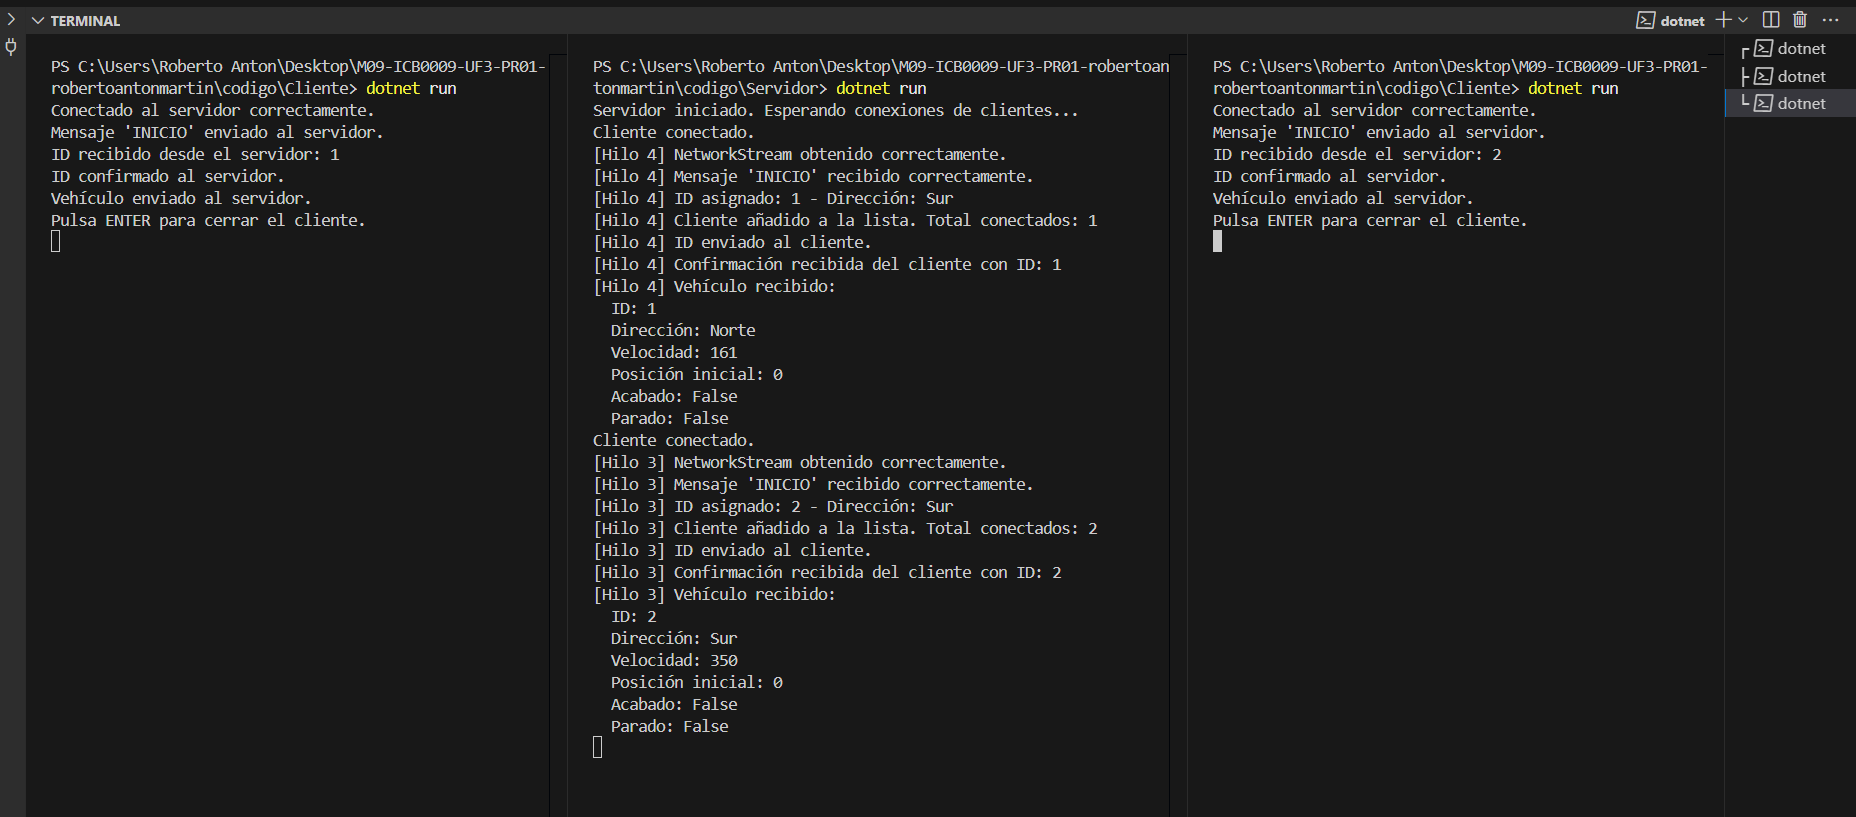 TERMINAL
dotnet
PS C:\Users\Roberto Anton\Desktop\M09-ICB0009-UF3-PR01-
robertoantonmartin\codigo\Cliente> dotnet run
Conectado al servidor correctamente.
Mensaje 'INICIO' enviado al servidor.
ID recibido desde el servidor: 1
ID confirmado al servidor.
Vehículo enviado al servidor.
Pulsa ENTER para cerrar el cliente.
PS C:\Users\Roberto Anton\Desktop\M09-ICB0009-UF3-PR01-robertoan
tonmartin\codigo\Servidor> dotnet run
Servidor iniciado. Esperando conexiones de clientes...
Cliente conectado.
[Hilo 4] NetworkStream obtenido correctamente.
[Hilo 4] Mensaje 'INICIO' recibido correctamente.
[Hilo 4] ID asignado: 1 - Dirección: Sur
[Hilo 4] Cliente añadido a la lista. Total conectados: 1
[Hilo 4] ID enviado al cliente.
[Hilo 4] Confirmación recibida del cliente con ID: 1
[Hilo 4] Vehículo recibido:
ID: 1
Dirección: Norte
Velocidad: 161
Posición inicial: 0
Acabado: False
Parado: False
Cliente conectado.
[Hilo 3] NetworkStream obtenido correctamente.
[Hilo 3] Mensaje 'INICIO' recibido correctamente.
[Hilo 3] ID asignado: 2 - Dirección: Sur
[Hilo 3] Cliente añadido a la lista. Total conectados: 2
[Hilo 3] ID enviado al cliente.
[Hilo 3] Confirmación recibida del cliente con ID: 2
[Hilo 3] Vehículo recibido:
ID: 2
Dirección: Sur
Velocidad: 350
Posición inicial: 0
Acabado: False
Parado: False
PS C:\Users\Roberto Anton\Desktop\M09-ICB0009-UF3-PR01-
robertoantonmartin\codigo\Cliente> dotnet run
Conectado al servidor correctamente.
Mensaje 'INICIO' enviado al servidor.
ID recibido desde el servidor: 2
ID confirmado al servidor.
Vehículo enviado al servidor.
Pulsa ENTER para cerrar el cliente.
dotnet
dotnet
dotnet